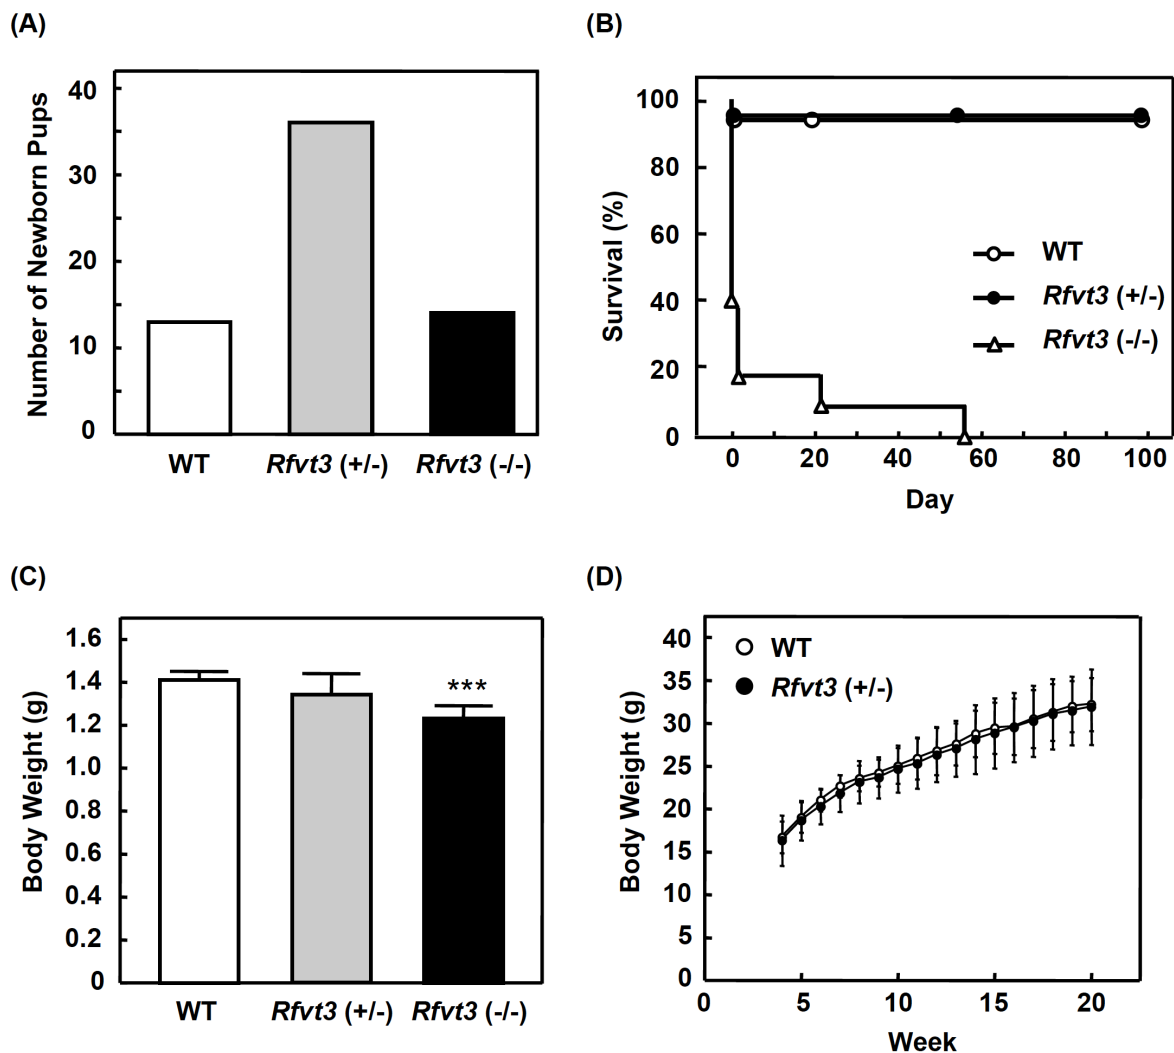 (A)
Number of Newborn Pups
40
30
20
10
0
WT
Rfvt3 (+/-)
Rfvt3 (-/-)
(B)
Survival (%)
100
80
60
40
20
0
WT
Rfvt3 (+/-)
Rfvt3 (-/-)
0 20 40 60 80 100
Day
(C)
Body Weight (g)
1.6
1.4
1.2
1.0
0.8
0.6
0.4
0.2
0
***
WT
Rfvt3 (+/-)
Rfvt3 (-/-)
(D)
Body Weight (g)
40
35
30
25
20
15
10
5
0
WT
Rfvt3 (+/-)
0 5 10 15 20
Week